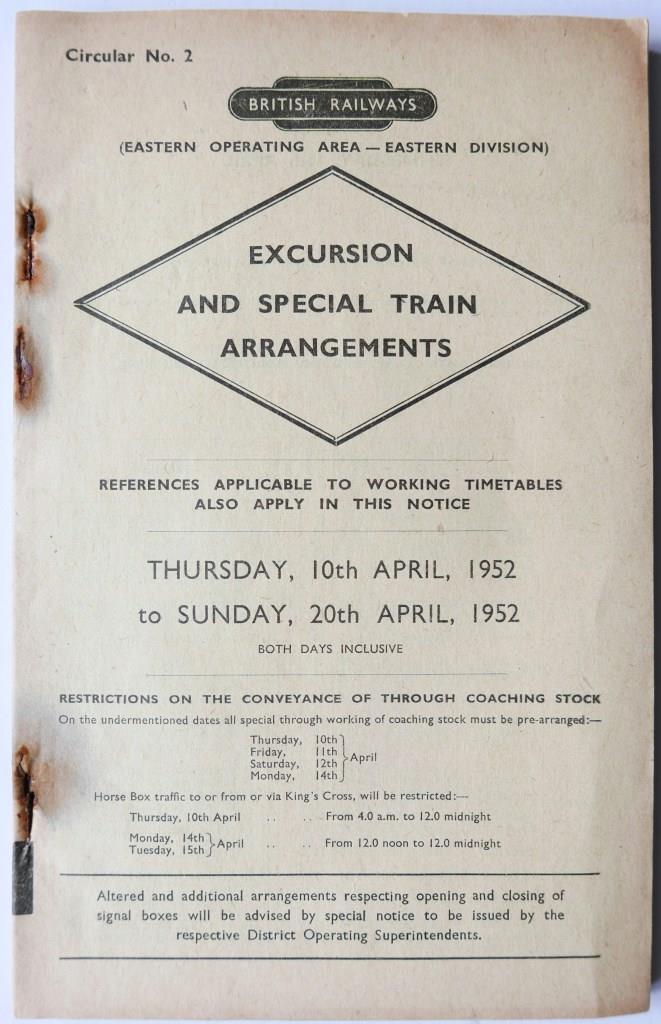 Circular No. 2
BRITISH RAILWAYS
(EASTERN OPERATING AREA — EASTERN DIVISION)
EXCURSION
AND SPECIAL TRAIN
ARRANGEMENTS
REFERENCES APPLICABLE TO WORKING TIMETABLES
ALSO APPLY IN THIS NOTICE
THURSDAY, 10th APRIL, 1952
to SUNDAY, 20th APRIL, 1952
BOTH DAYS INCLUSIVE
RESTRICTIONS ON THE CONVEYANCE OF THROUGH COACHING STOCK
On the undermentioned dates all special through working of coaching stock must be pre-arranged:—
Thursday, 10th
Friday, 11th
Saturday, 12th
Monday, 14th
} April
Horse Box traffic to or from or via King's Cross, will be restricted:—
Thursday, 10th April .. .. From 4.0 a.m. to 12.0 midnight
Monday, 14th
Tuesday, 15th
} April .. .. From 12.0 noon to 12.0 midnight
Altered and additional arrangements respecting opening and closing of
signal boxes will be advised by special notice to be issued by the
respective District Operating Superintendents.